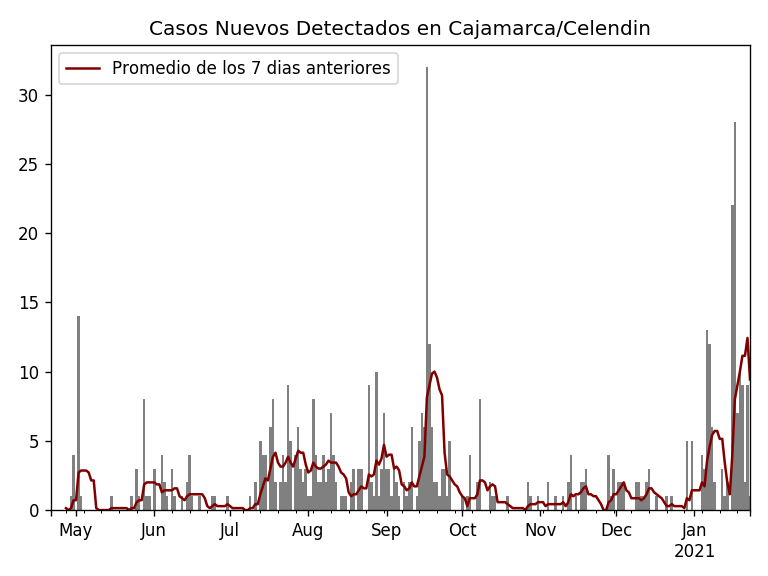 Casos Nuevos Detectados en Cajamarca/Celendin
Promedio de los 7 dias anteriores
30
25
20
15
10
5
0
May Jun Jul Aug Sep Oct Nov Dec Jan
2021